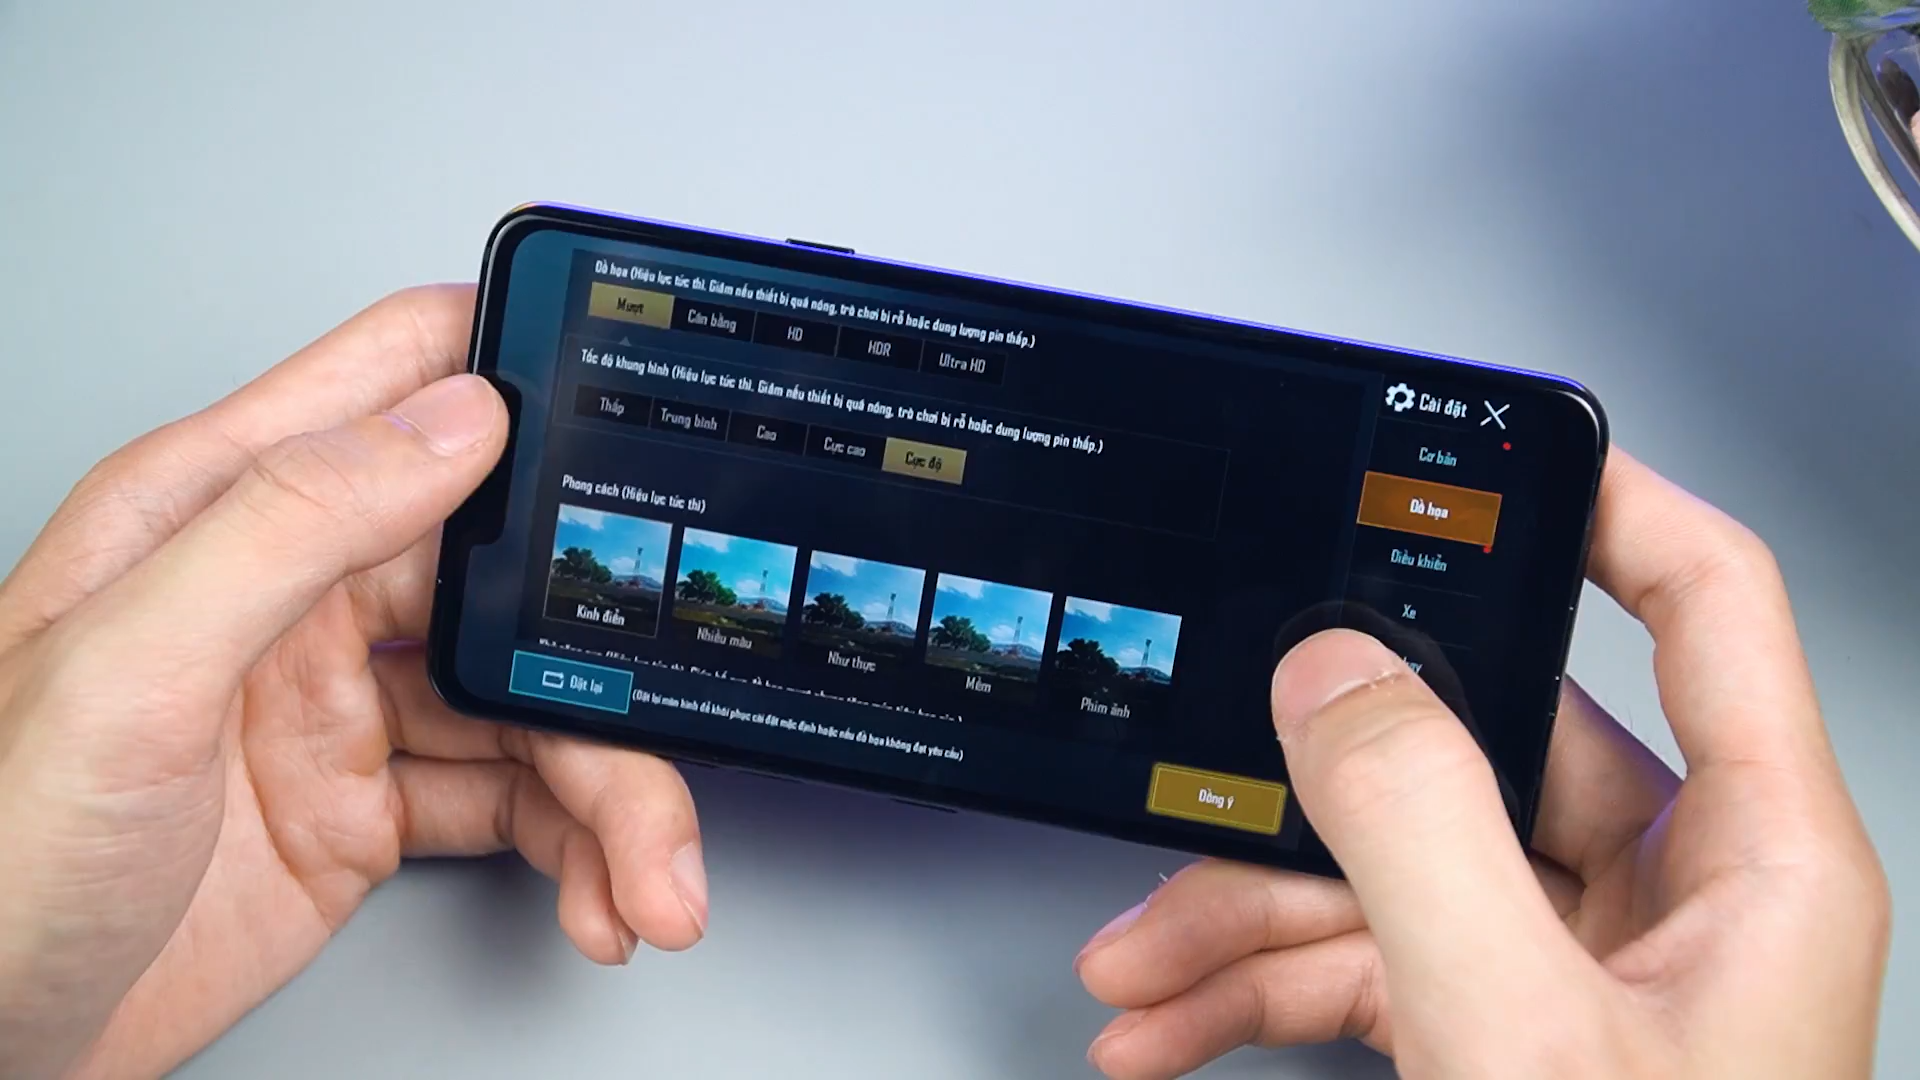 Đồ họa (Hiệu lực tức thì. Giảm nếu thiết bị quá nóng, trò chơi bị rỗ hoặc dung lượng pin thấp.)
Mượt Cân bằng HD HDR Ultra HD
Tốc độ khung hình (Hiệu lực tức thì. Giảm nếu thiết bị quá nóng, trò chơi bị rỗ hoặc dung lượng pin thấp.)
Thấp Trung bình Cao Cực cao Cực độ
Phong cách (Hiệu lực tức thì)
Kinh điển Nhiều màu Như thực Mềm Phim ảnh
Đặt lại
(Đặt lại màn hình để khôi phục cài đặt mặc định hoặc nếu đồ họa không đạt yêu cầu)
Đồng ý
Cài đặt
Cơ bản
Đồ họa
Điều khiển
Xe